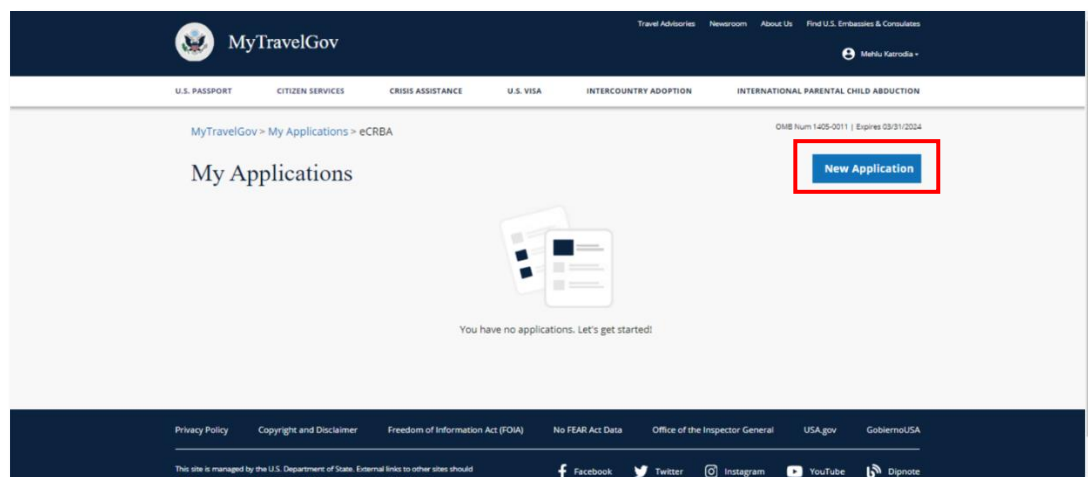 Travel Advisories Newsroom About Us Find U.S. Embassies & Consulates
MyTravelGov
Mehlu Katrodia
U.S. PASSPORT CITIZEN SERVICES CRISIS ASSISTANCE U.S. VISA INTERCOUNTRY ADOPTION INTERNATIONAL PARENTAL CHILD ABDUCTION
MyTravelGov > My Applications > eCRBA
OMB Num 1405-0011 | Expires 03/31/2024
My Applications
New Application
You have no applications. Let's get started!
Privacy Policy Copyright and Disclaimer Freedom of Information Act (FOIA) No FEAR Act Data Office of the Inspector General USA.gov GobiernoUSA
This site is managed by the U.S. Department of State. External links to other sites should
Facebook Twitter Instagram YouTube Dipnote